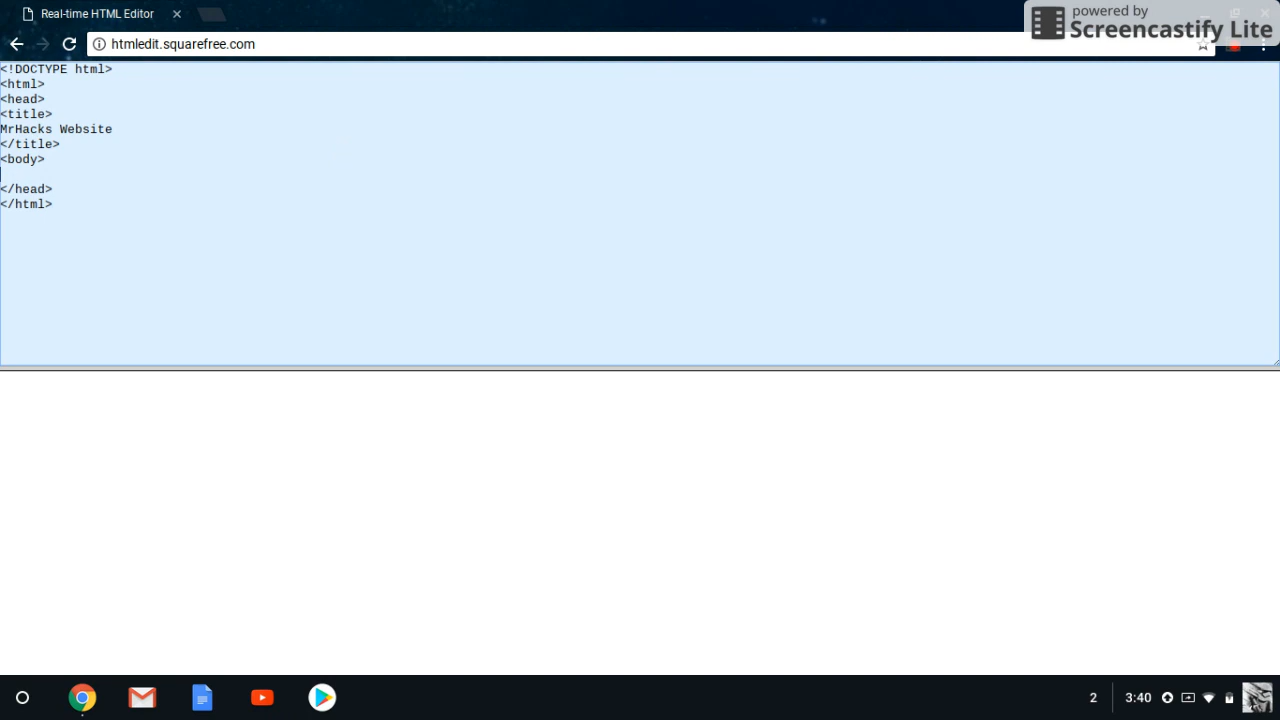 Real-time HTML Editor
powered by
Screencastify Lite
htmledit.squarefree.com
<!DOCTYPE html>
<html>
<head>
<title>
MrHacks Website
</title>
<body>
</head>
</html>
2
3:40